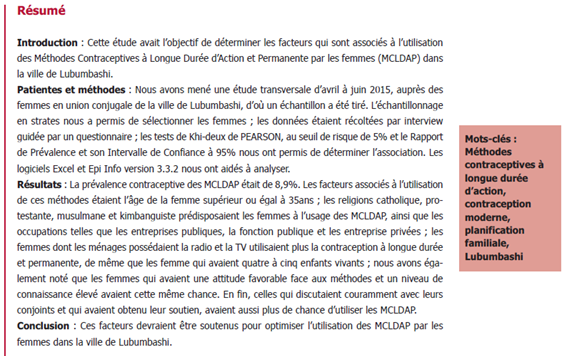 Résumé
Introduction : Cette étude avait l'objectif de déterminer les facteurs qui sont associés à l'utilisation
des Méthodes Contraceptives à Longue Durée d'Action et Permanente par les femmes (MCLDAP) dans
la ville de Lubumbashi.
Patientes et méthodes : Nous avons mené une étude transversale d'avril à juin 2015, auprès des
femmes en union conjugale de la ville de Lubumbashi, d'où un échantillon a été tiré. L'échantillonnage
en strates nous a permis de sélectionner les femmes ; les données étaient récoltées par interview
guidée par un questionnaire ; les tests de Khi-deux de PEARSON, au seuil de risque de 5% et le Rapport
de Prévalence et son Intervalle de Confiance à 95% nous ont permis de déterminer l'association. Les
logiciels Excel et Epi Info version 3.3.2 nous ont aidés à analyser.
Résultats : La prévalence contraceptive des MCLDAP était de 8,9%. Les facteurs associés à l'utilisation
de ces méthodes étaient l'âge de la femme supérieur ou égal à 35ans ; les religions catholique, pro-
testante, musulmane et kimbanguiste prédisposaient les femmes à l'usage des MCLDAP, ainsi que les
occupations telles que les entreprises publiques, la fonction publique et les entreprise privées ; les
femmes dont les ménages possédaient la radio et la TV utilisaient plus la contraception à longue durée
et permanente, de même que les femme qui avaient quatre à cinq enfants vivants ; nous avons éga-
lement noté que les femmes qui avaient une attitude favorable face aux méthodes et un niveau de
connaissance élevé avaient cette même chance. En fin, celles qui discutaient couramment avec leurs
conjoints et qui avaient obtenu leur soutien, avaient aussi plus de chance d'utiliser les MCLDAP.
Conclusion : Ces facteurs devraient être soutenus pour optimiser l'utilisation des MCLDAP par les
femmes dans la ville de Lubumbashi.
Mots-clés :
Méthodes
contraceptives à
longue durée
d'action,
contraception
moderne,
planification
familiale,
Lubumbashi